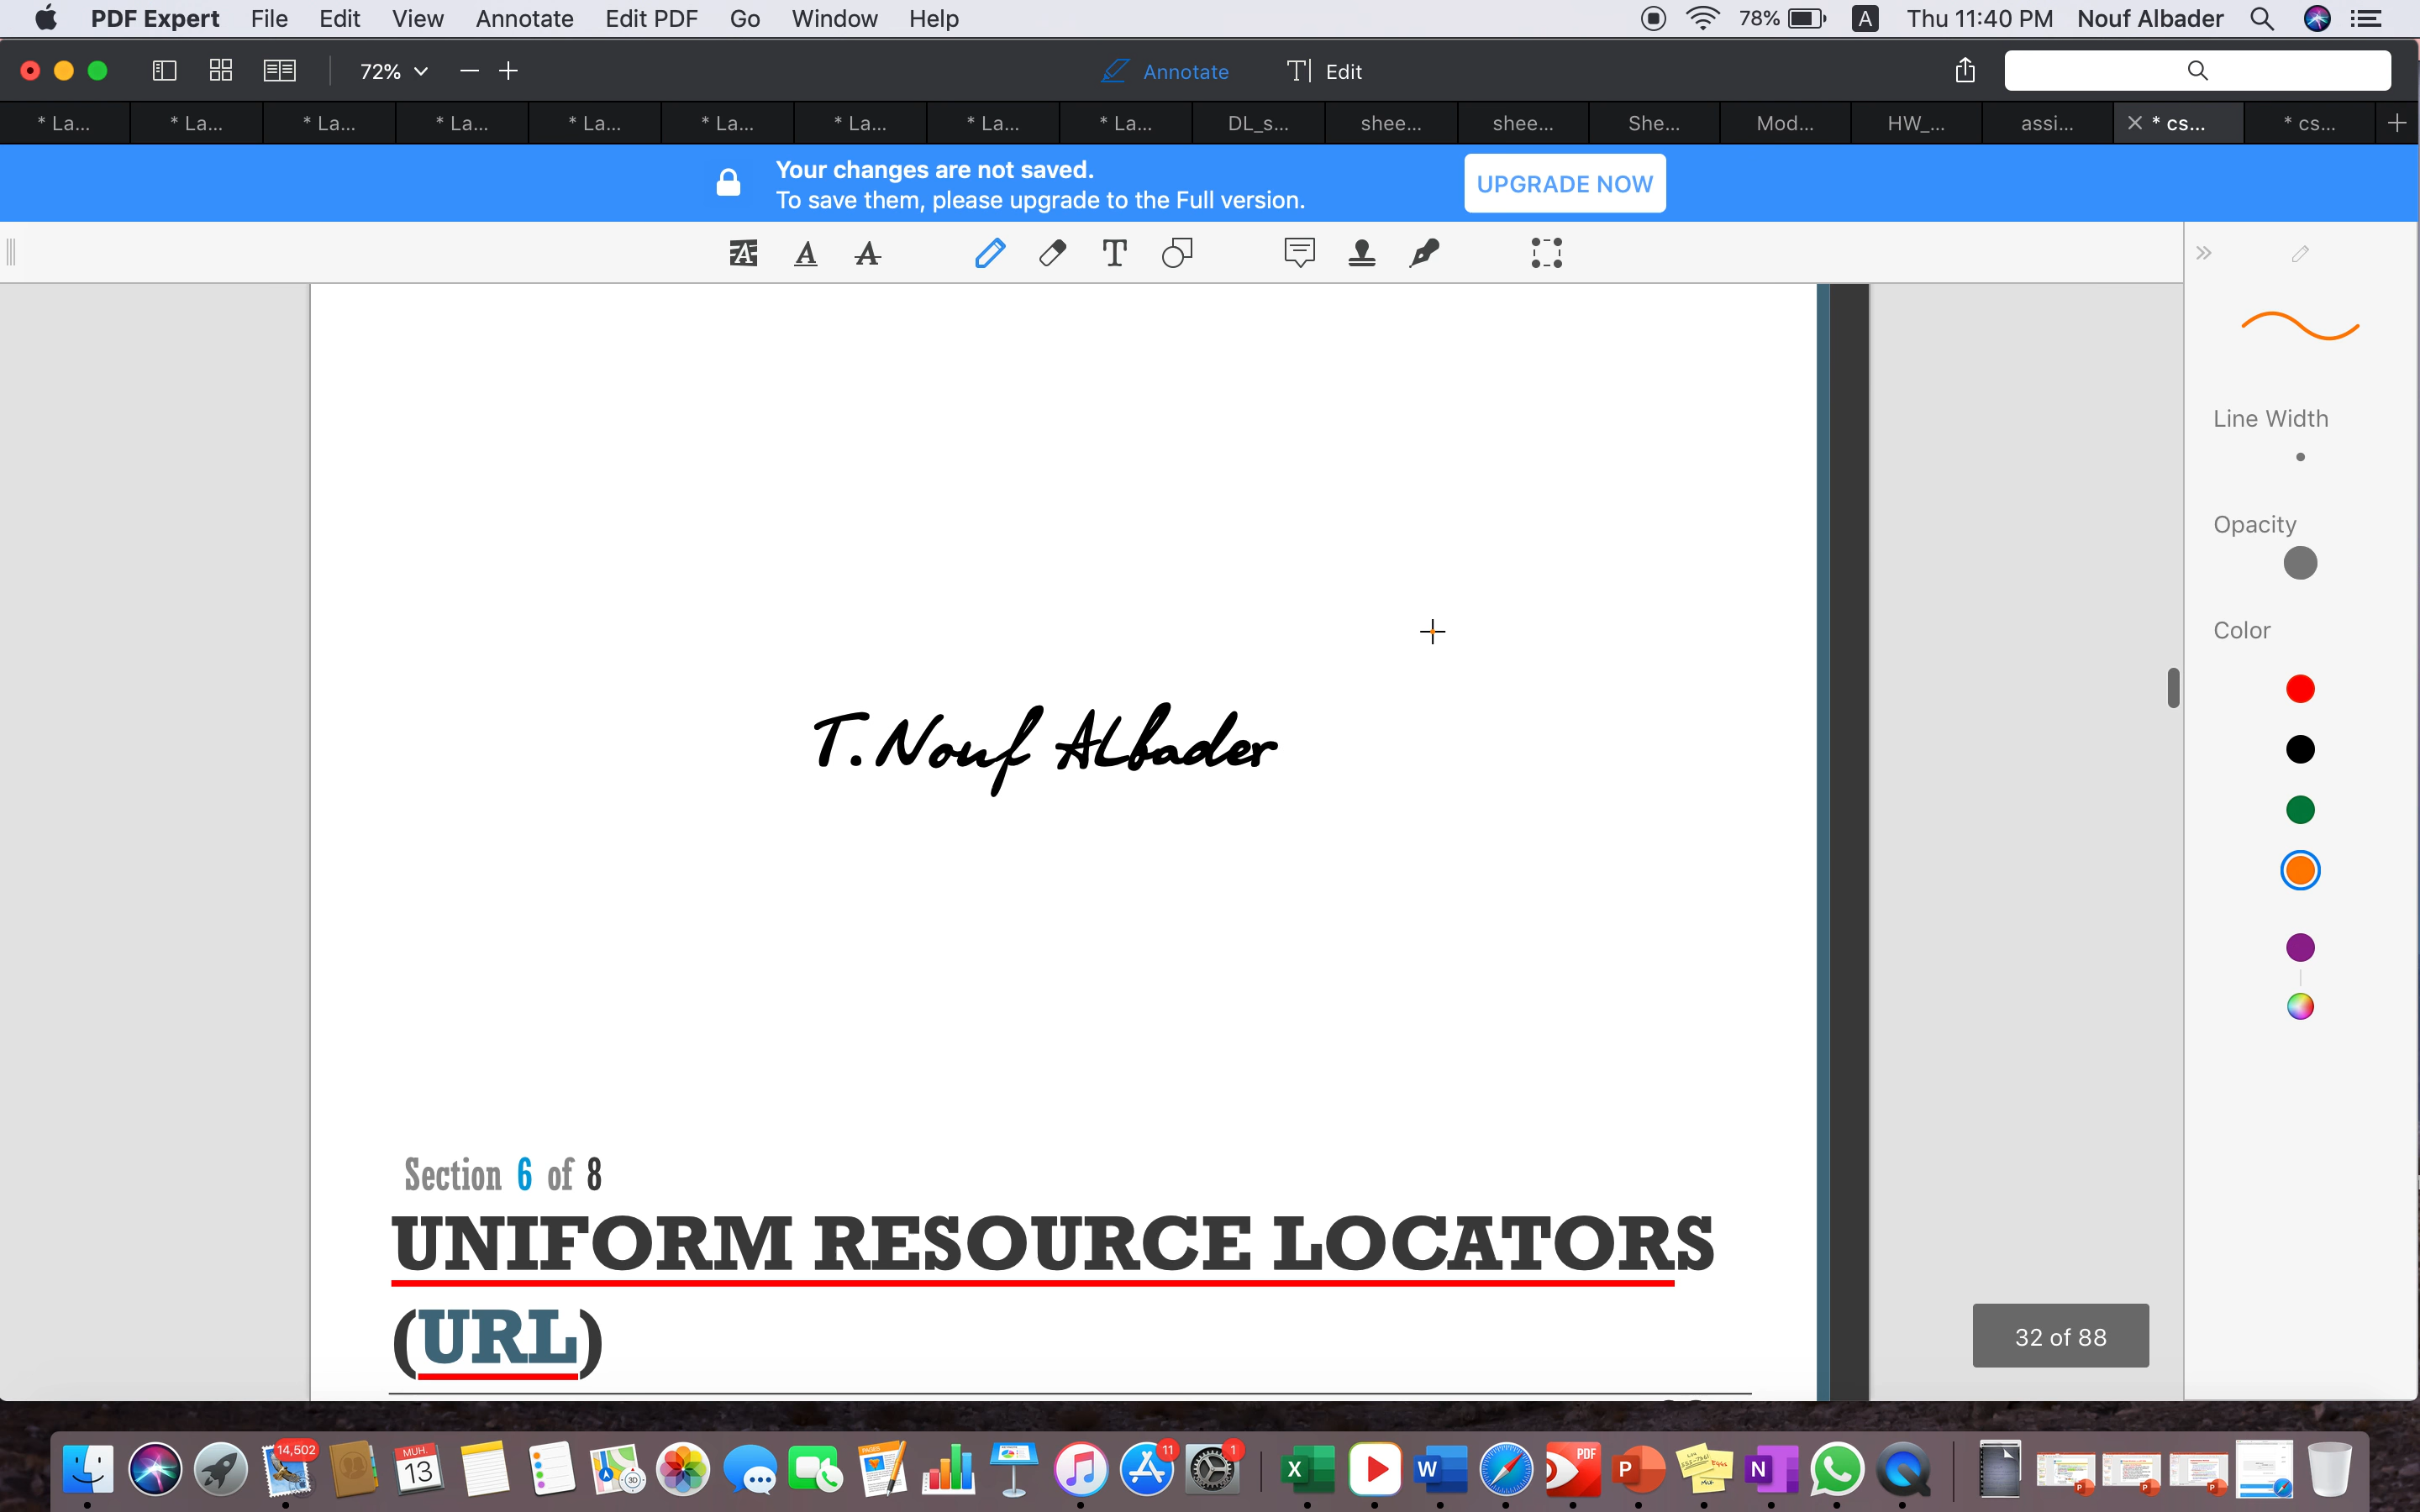 PDF Expert File Edit View Annotate Edit PDF Go Window Help 78% A Thu 11:40 PM Nouf Albader
72% Annotate T Edit
* La... * La... * La... * La... * La... * La... * La... * La... * La... DL_s... shee... shee... She... Mod... HW_... assi... * cs... * cs...
Your changes are not saved.
To save them, please upgrade to the Full version.
UPGRADE NOW
A A A T
Line Width
Opacity
Color
T. Nouf ALbader
Section 6 of 8
UNIFORM RESOURCE LOCATORS
(URL)
32 of 88
14,502 MUH. 13 3D PAGES 11 1 X W PDF P N P P P